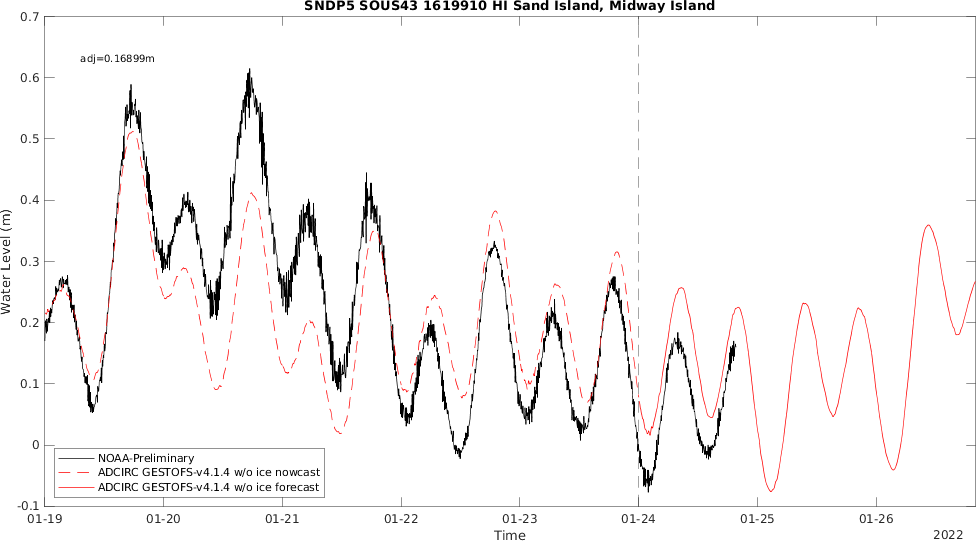 SNDP5 SOUS43 1619910 HI Sand Island, Midway Island
adj=0.16899m
0.7
0.6
0.5
0.4
0.3
0.2
0.1
0
-0.1
Water Level (m)
NOAA-Preliminary
ADCIRC GESTOFS-v4.1.4 w/o ice nowcast
ADCIRC GESTOFS-v4.1.4 w/o ice forecast
01-19 01-20 01-21 01-22 01-23 01-24 01-25 01-26
Time
2022